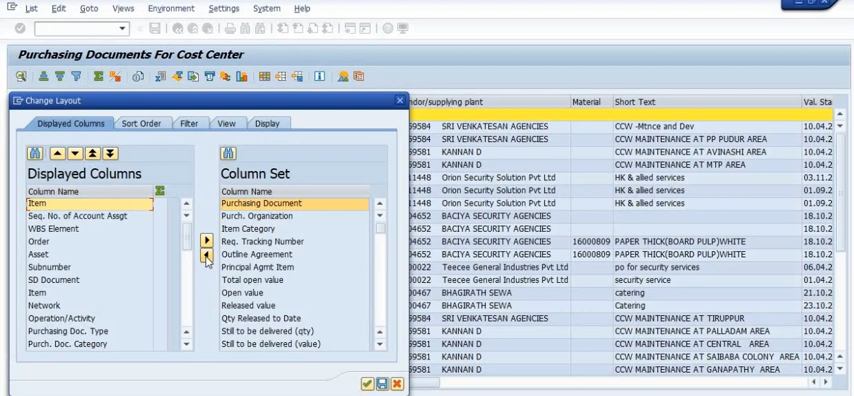 List Edit Goto Views Environment Settings System Help
Purchasing Documents For Cost Center
Change Layout
Displayed Columns Sort Order Filter View Display
Displayed Columns
Column Name
Item
Seq. No. of Account Assgt
WBS Element
Order
Asset
Subnumber
SD Document
Item
Network
Operation/Activity
Purchasing Doc. Type
Purch. Doc. Category
Column Set
Column Name
Purchasing Document
Purch. Organization
Item Category
Req. Tracking Number
Outline Agreement
Principal Agmt Item
Total open value
Open value
Released value
Qty Released to Date
Still to be delivered (qty)
Still to be delivered (value)
ndor/supplying plant Material Short Text Val. Sta
59584 SRI VENKATESAN AGENCIES CCW -Mtnce and Dev 10.04.2
59584 SRI VENKATESAN AGENCIES CCW MAINTENANCE AT PP PUDUR AREA 10.04.2
59581 KANNAN D CCW MAINTENANCE AT AVINASHI AREA 10.04.2
59581 KANNAN D CCW MAINTENANCE AT MTP AREA 10.04.2
11448 Orion Security Solution Pvt Ltd HK & allied services 03.11.2
11448 Orion Security Solution Pvt Ltd HK & allied services 01.09.2
11448 Orion Security Solution Pvt Ltd HK & allied services 01.09.2
04652 BACIYA SECURITY AGENCIES 18.10.2
04652 BACIYA SECURITY AGENCIES 18.10.2
04652 BACIYA SECURITY AGENCIES 16000809 PAPER THICK(BOARD PULP)WHITE 18.10.2
04652 BACIYA SECURITY AGENCIES 16000809 PAPER THICK(BOARD PULP)WHITE 18.10.2
00022 Teecee General Industries Pvt Ltd po for security services 06.04.2
00022 Teecee General Industries Pvt Ltd security service 01.04.2
00467 BHAGIRATH SEWA catering 21.10.2
00467 BHAGIRATH SEWA Catering 23.10.2
59584 SRI VENKATESAN AGENCIES CCW MAINTENANCE AT TIRUPPUR 10.04.2
59581 KANNAN D CCW MAINTENANCE AT PALLADAM AREA 10.04.2
59581 KANNAN D CCW MAINTENANCE AT CENTRAL AREA 10.04.2
59581 KANNAN D CCW MAINTENANCE AT SAIBABA COLONY AREA 10.04.2
59581 KANNAN D CCW MAINTENANCE AT GANAPATHY AREA 10.04.2